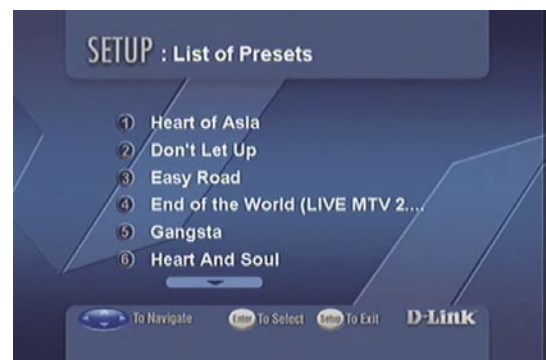 SETUP : List of Presets
1 Heart of Asia
2 Don't Let Up
3 Easy Road
4 End of the World (LIVE MTV 2....
5 Gangsta
6 Heart And Soul
To Navigate Enter To Select Setup To Exit D-Link